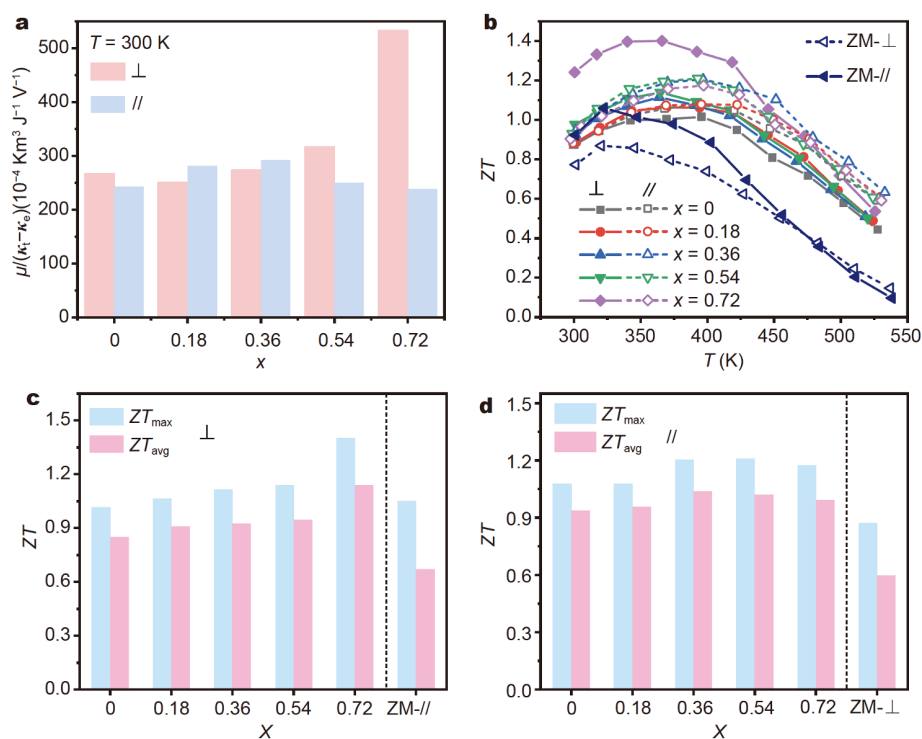 a
T = 300 K
⊥
//
μ/(κt−κe)(10⁻⁴ Km³ J⁻¹ V⁻¹)
500
400
300
200
100
0
0 0.18 0.36 0.54 0.72
x
b
ZM-⊥
ZM-//
ZT
1.4
1.2
1.0
0.8
0.6
0.4
0.2
0.0
⊥ //
x = 0
x = 0.18
x = 0.36
x = 0.54
x = 0.72
300 350 400 450 500 550
T (K)
c
ZTmax
ZTavg
⊥
ZT
1.5
1.2
0.9
0.6
0.3
0.0
0 0.18 0.36 0.54 0.72 ZM-//
X
d
ZTmax
ZTavg
//
ZT
1.5
1.2
0.9
0.6
0.3
0.0
0 0.18 0.36 0.54 0.72 ZM-⊥
X